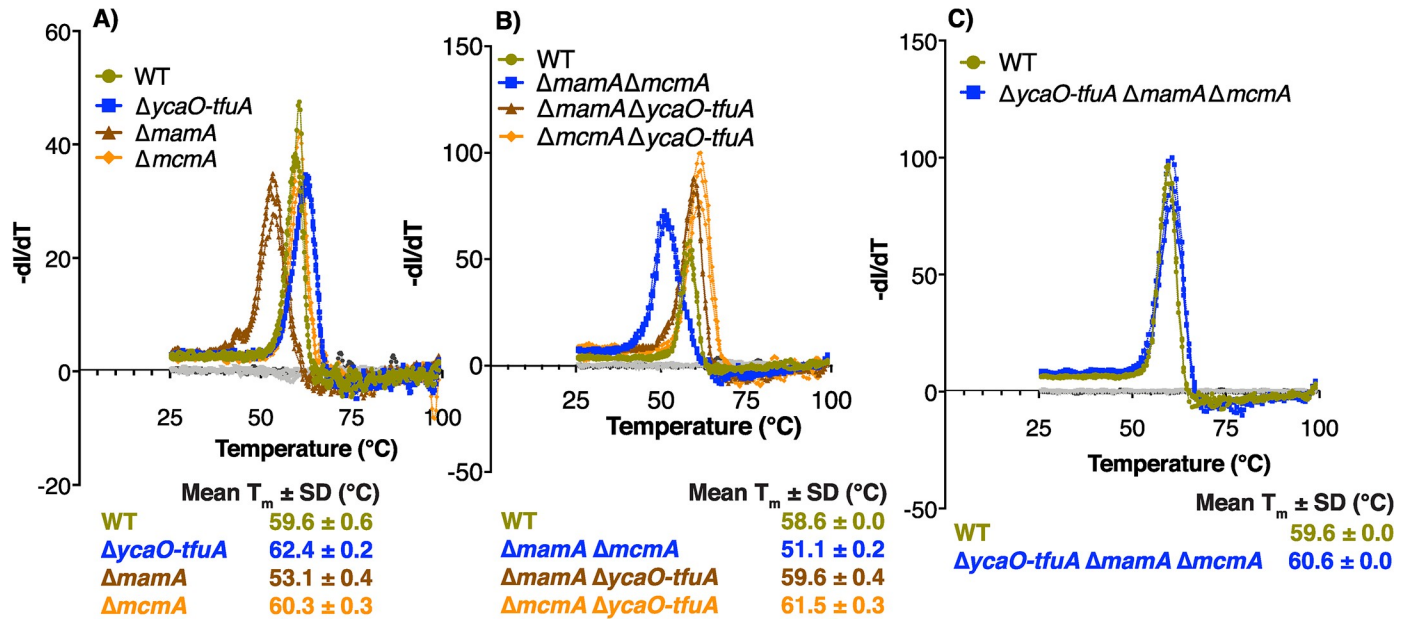 A)
60
40
20
0
-20
-dI/dT
WT
ΔycaO-tfuA
ΔmamA
ΔmcmA
25 50 75 100
Temperature (°C)
Mean Tm ± SD (°C)
WT 59.6 ± 0.6
ΔycaO-tfuA 62.4 ± 0.2
ΔmamA 53.1 ± 0.4
ΔmcmA 60.3 ± 0.3
B)
150
100
50
0
-50
-dI/dT
WT
ΔmamAΔmcmA
ΔmamA ΔycaO-tfuA
ΔmcmA ΔycaO-tfuA
25 50 75 100
Temperature (°C)
Mean Tm ± SD (°C)
WT 58.6 ± 0.0
ΔmamA ΔmcmA 51.1 ± 0.2
ΔmamA ΔycaO-tfuA 59.6 ± 0.4
ΔmcmA ΔycaO-tfuA 61.5 ± 0.3
C)
150
100
50
0
-50
-dI/dT
WT
ΔycaO-tfuA ΔmamAΔmcmA
25 50 75 100
Temperature (°C)
Mean Tm ± SD (°C)
WT 59.6 ± 0.0
ΔycaO-tfuA ΔmamA ΔmcmA 60.6 ± 0.0